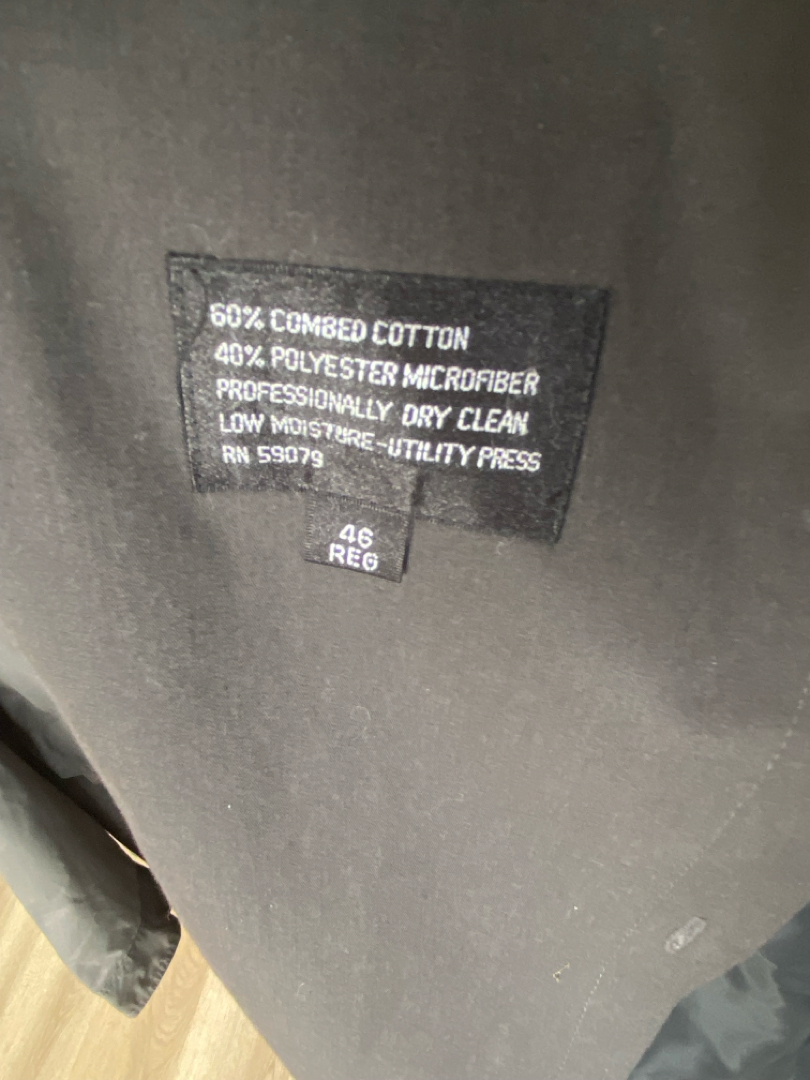 60% COMBED COTTON
40% POLYESTER MICROFIBER
PROFESSIONALLY DRY CLEAN
LOW MOISTURE-UTILITY PRESS
RN 59079
46
REG